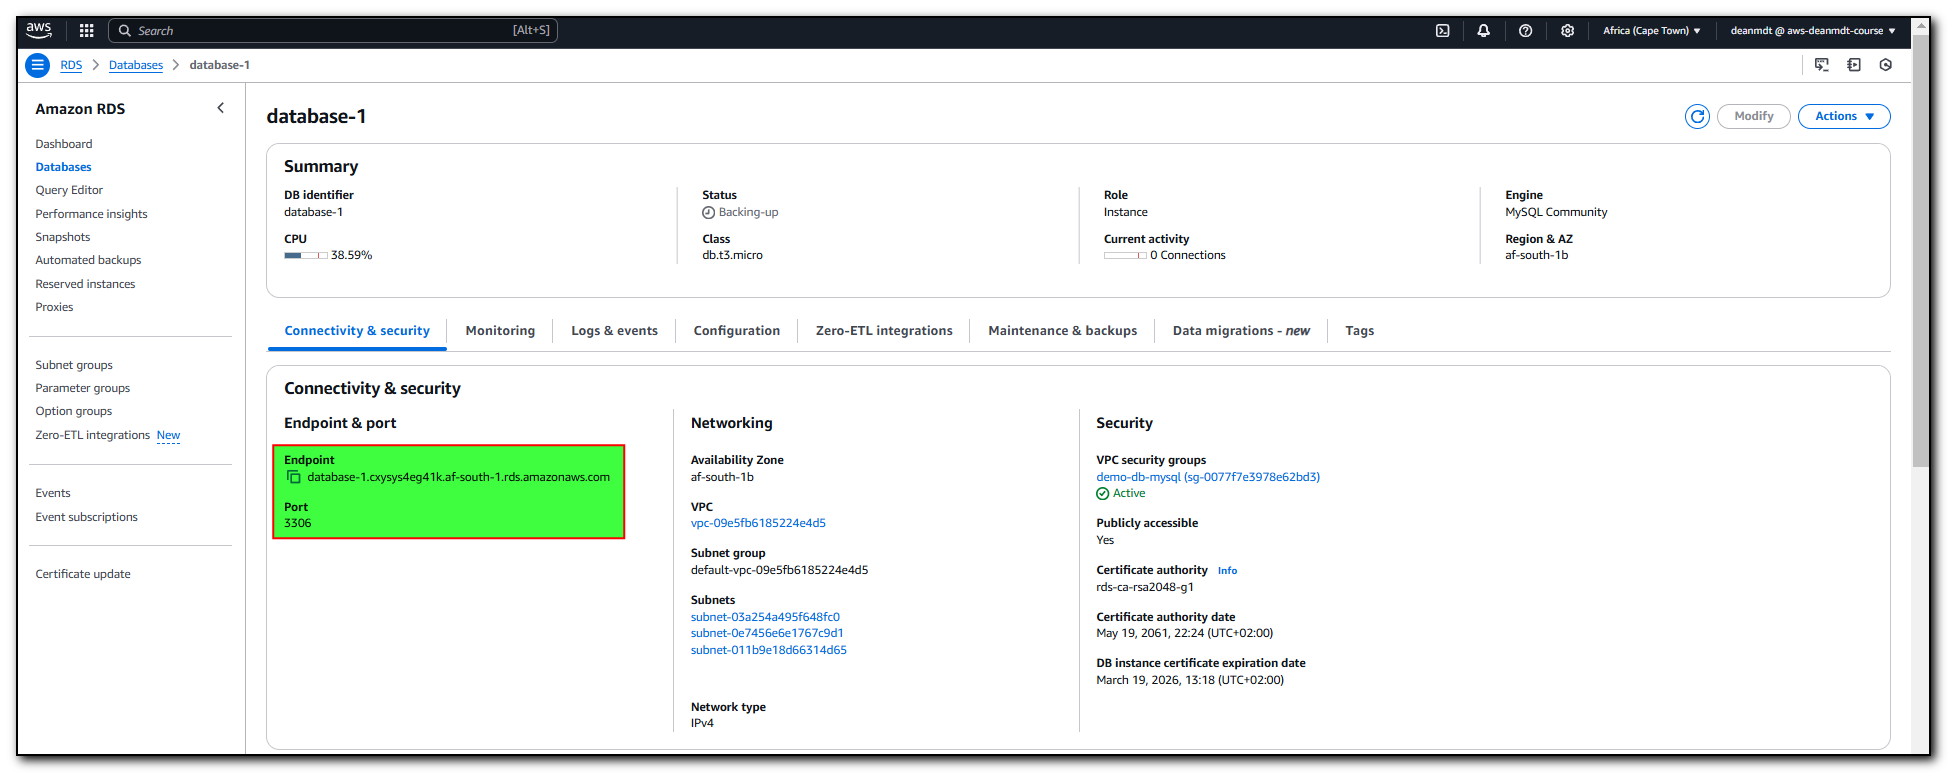 aws
Search [Alt+S]
Africa (Cape Town) ▼
deanmdt @ aws-deanmdt-course ▼
RDS > Databases > database-1
Amazon RDS
Dashboard
Databases
Query Editor
Performance insights
Snapshots
Automated backups
Reserved instances
Proxies
Subnet groups
Parameter groups
Option groups
Zero-ETL integrations New
Events
Event subscriptions
Certificate update
database-1
Modify
Actions ▼
Summary
DB identifier
database-1
CPU
38.59%
Status
Backing-up
Class
db.t3.micro
Role
Instance
Current activity
0 Connections
Engine
MySQL Community
Region & AZ
af-south-1b
Connectivity & security
Monitoring
Logs & events
Configuration
Zero-ETL integrations
Maintenance & backups
Data migrations - new
Tags
Connectivity & security
Endpoint & port
Endpoint
database-1.cxysys4eg41k.af-south-1.rds.amazonaws.com
Port
3306
Networking
Availability Zone
af-south-1b
VPC
vpc-09e5fb6185224e4d5
Subnet group
default-vpc-09e5fb6185224e4d5
Subnets
subnet-03a254a495f648fc0
subnet-0e7456e6e1767c9d1
subnet-011b9e18d66314d65
Network type
IPv4
Security
VPC security groups
demo-db-mysql (sg-0077f7e3978e62bd3)
Active
Publicly accessible
Yes
Certificate authority Info
rds-ca-rsa2048-g1
Certificate authority date
May 19, 2061, 22:24 (UTC+02:00)
DB instance certificate expiration date
March 19, 2026, 13:18 (UTC+02:00)